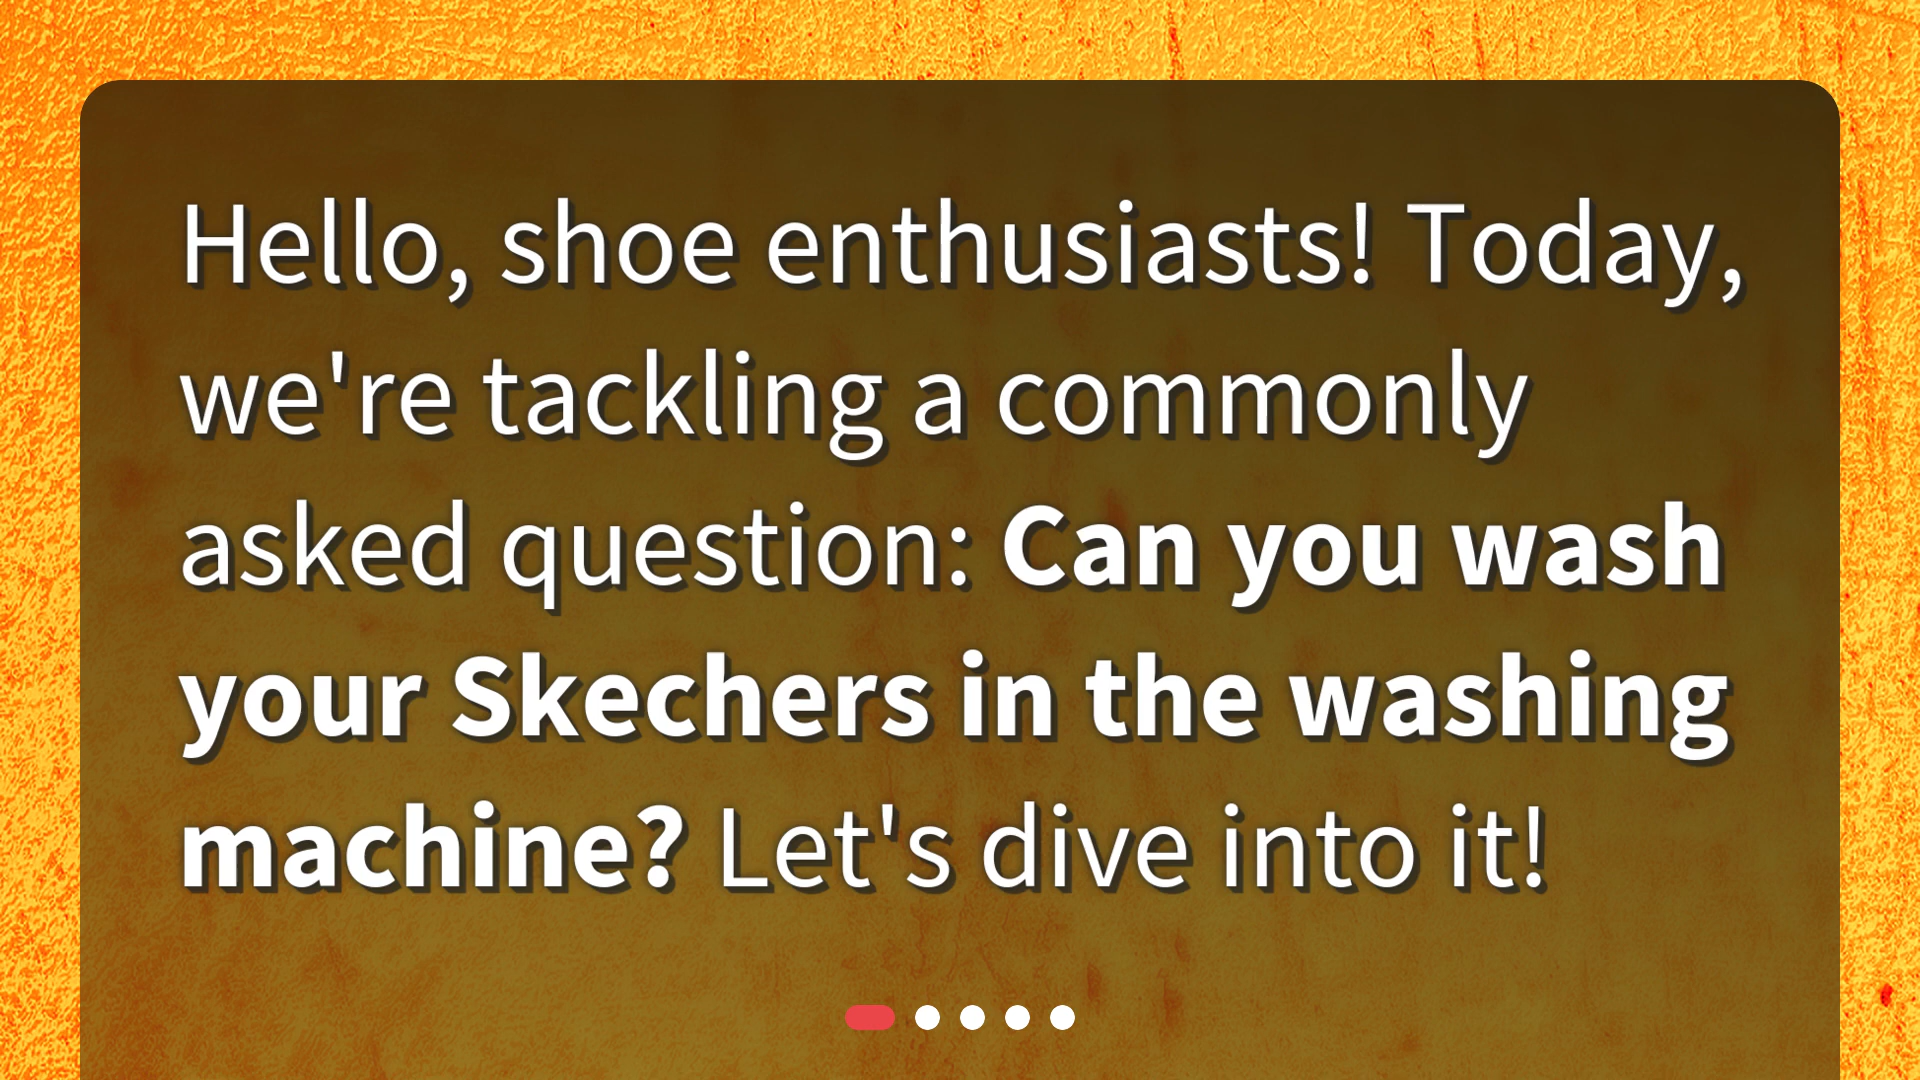 Hello, shoe enthusiasts! Today,
we're tackling a commonly
asked question: Can you wash
your Skechers in the washing
machine? Let's dive into it!